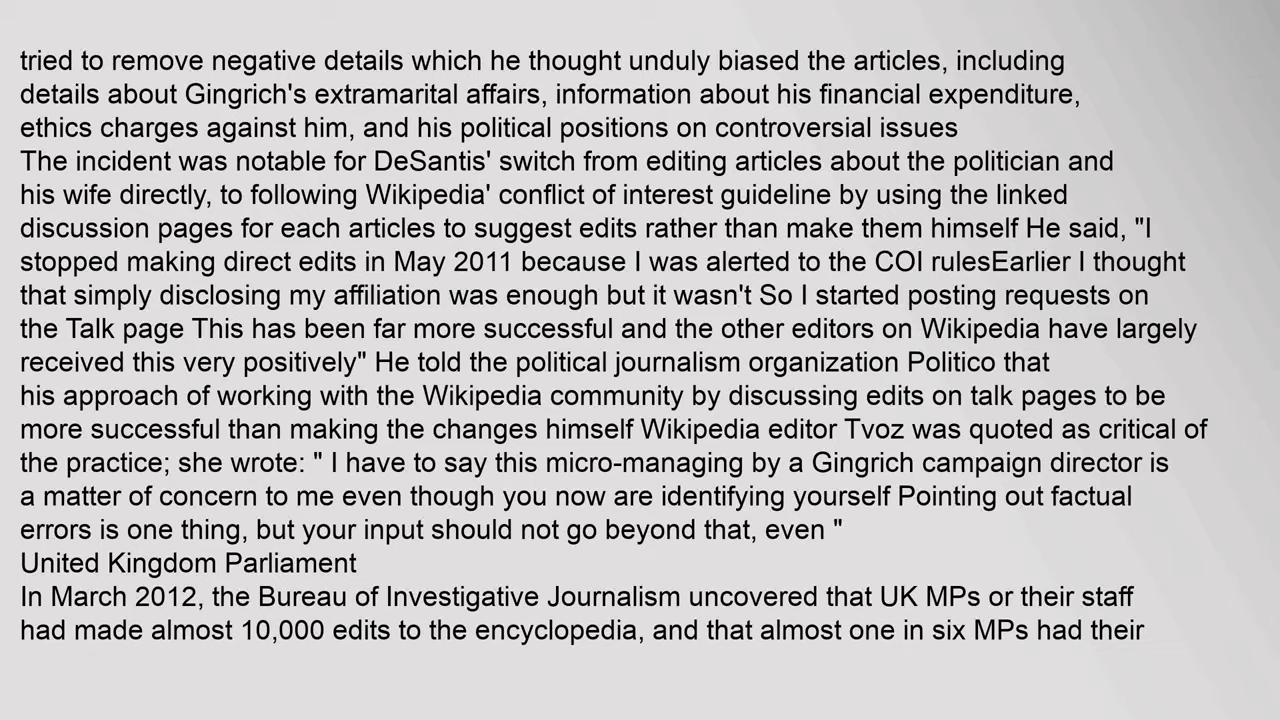 tried to remove negative details which he thought unduly biased the articles, including
details about Gingrich's extramarital affairs, information about his financial expenditure,
ethics charges against him, and his political positions on controversial issues
The incident was notable for DeSantis' switch from editing articles about the politician and
his wife directly, to following Wikipedia' conflict of interest guideline by using the linked
discussion pages for each articles to suggest edits rather than make them himself He said, "I
stopped making direct edits in May 2011 because I was alerted to the COI rulesEarlier I thought
that simply disclosing my affiliation was enough but it wasn't So I started posting requests on
the Talk page This has been far more successful and the other editors on Wikipedia have largely
received this very positively" He told the political journalism organization Politico that
his approach of working with the Wikipedia community by discussing edits on talk pages to be
more successful than making the changes himself Wikipedia editor Tvoz was quoted as critical of
the practice; she wrote: " I have to say this micro-managing by a Gingrich campaign director is
a matter of concern to me even though you now are identifying yourself Pointing out factual
errors is one thing, but your input should not go beyond that, even "
United Kingdom Parliament
In March 2012, the Bureau of Investigative Journalism uncovered that UK MPs or their staff
had made almost 10,000 edits to the encyclopedia, and that almost one in six MPs had their